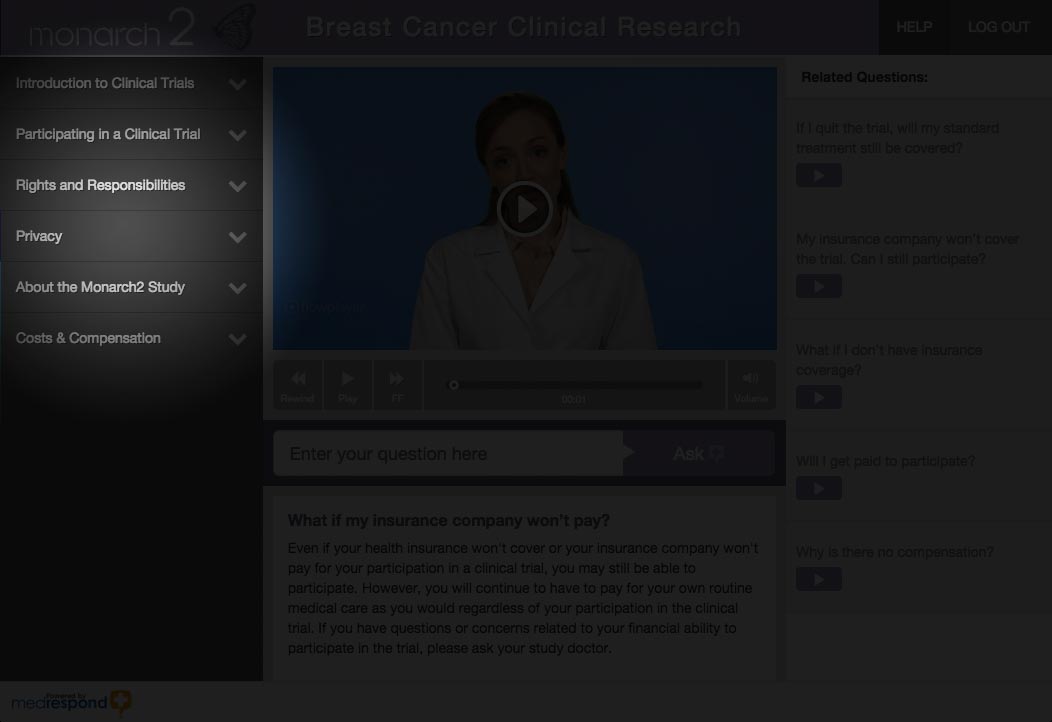 monarch 2
Breast Cancer Clinical Research
HELP
LOG OUT
Introduction to Clinical Trials
Participating in a Clinical Trial
Rights and Responsibilities
Privacy
About the Monarch2 Study
Costs & Compensation
flowplayer
Rewind
Play
FF
00:01
Volume
Enter your question here
Ask
What if my insurance company won't pay?
Even if your health insurance won't cover or your insurance company won't
pay for your participation in a clinical trial, you may still be able to
participate. However, you will continue to have to pay for your own routine
medical care as you would regardless of your participation in the clinical
trial. If you have questions or concerns related to your financial ability to
participate in the trial, please ask your study doctor.
Related Questions:
If I quit the trial, will my standard
treatment still be covered?
My insurance company won't cover
the trial. Can I still participate?
What if I don't have insurance
coverage?
Will I get paid to participate?
Why is there no compensation?
Powered by
medrespond